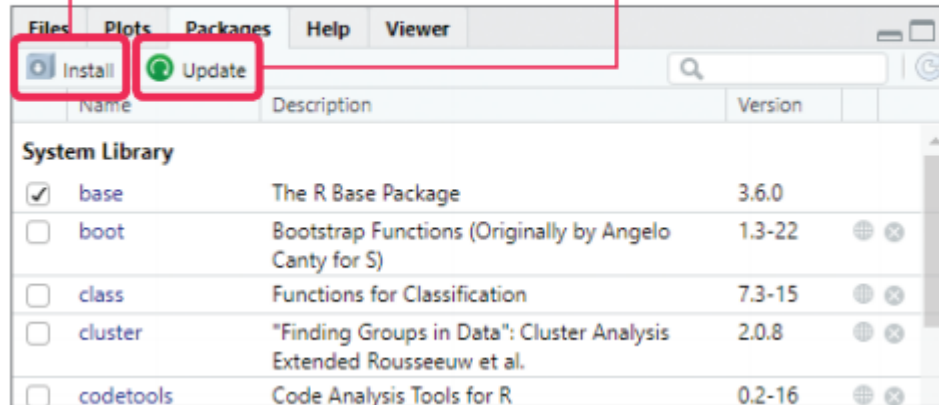 Files Plots Packages Help Viewer
Install Update
Name Description Version
System Library
base The R Base Package 3.6.0
boot Bootstrap Functions (Originally by Angelo 1.3-22
Canty for S)
class Functions for Classification 7.3-15
cluster "Finding Groups in Data": Cluster Analysis 2.0.8
Extended Rousseeuw et al.
codetools Code Analysis Tools for R 0.2-16